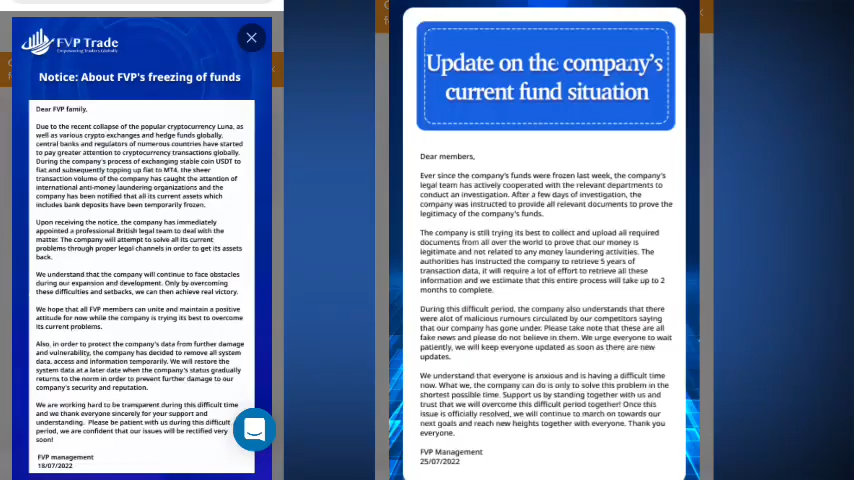 FVP Trade
Empowering Traders Globally
Notice: About FVP's freezing of funds
Dear FVP family,
Due to the recent collapse of the popular cryptocurrency Luna, as
well as various crypto exchanges and hedge funds globally,
central banks and regulators of numerous countries have started
to pay greater attention to cryptocurrency transactions globally.
During the company's process of exchanging stable coin USDT to
fiat and subsequently topping up fiat to MT4, the sheer
transaction volume of the company has caught the attention of
international anti-money laundering organizations and the
company has been notified that all its current assets which
includes bank deposits have been temporarily frozen.
Upon receiving the notice, the company has immediately
appointed a professional British legal team to deal with the
matter. The company will attempt to solve all its current
problems through proper legal channels in order to get its assets
back.
We understand that the company will continue to face obstacles
during our expansion and development. Only by overcoming
these difficulties and setbacks, we can then achieve real victory.
We hope that all FVP members can unite and maintain a positive
attitude for now while the company is trying its best to overcome
its current problems.
Also, in order to protect the company's data from further damage
and vulnerability, the company has decided to remove all system
data, access and information temporarily. We will restore the
system data at a later date when the company's status gradually
returns to the norm in order to prevent further damage to our
company's security and reputation.
We are working hard to be transparent during this difficult time
and we thank everyone sincerely for your support and
understanding. Please be patient with us during this difficult
period, we are confident that our issues will be rectified very
soon!
FVP management
18/07/2022
Update on the company's
current fund situation
Dear members,
Ever since the company's funds were frozen last week, the company's
legal team has actively cooperated with the relevant departments to
conduct an investigation. After a few days of investigation, the
company was instructed to provide all relevant documents to prove the
legitimacy of the company's funds.
The company is still trying its best to collect and upload all required
documents from all over the world to prove that our money is
legitimate and not related to any money laundering activities. The
authorities has instructed the company to retrieve 5 years of
transaction data, it will require a lot of effort to retrieve all these
information and we estimate that this entire process will take up to 2
months to complete.
During this difficult period, the company also understands that there
were alot of malicious rumours circulated by our competitors saying
that our company has gone under. Please take note that these are all
fake news and please do not believe in them. We urge everyone to wait
patiently, we will keep everyone updated as soon as there are new
updates.
We understand that everyone is anxious and is having a difficult time
now. What we, the company can do is only to solve this problem in the
shortest possible time. Support us by standing together with us and
trust that we will overcome this difficult period together! Once this
issue is officially resolved, we will continue to march on towards our
next goals and reach new heights together with everyone. Thank you
everyone.
FVP Management
25/07/2022